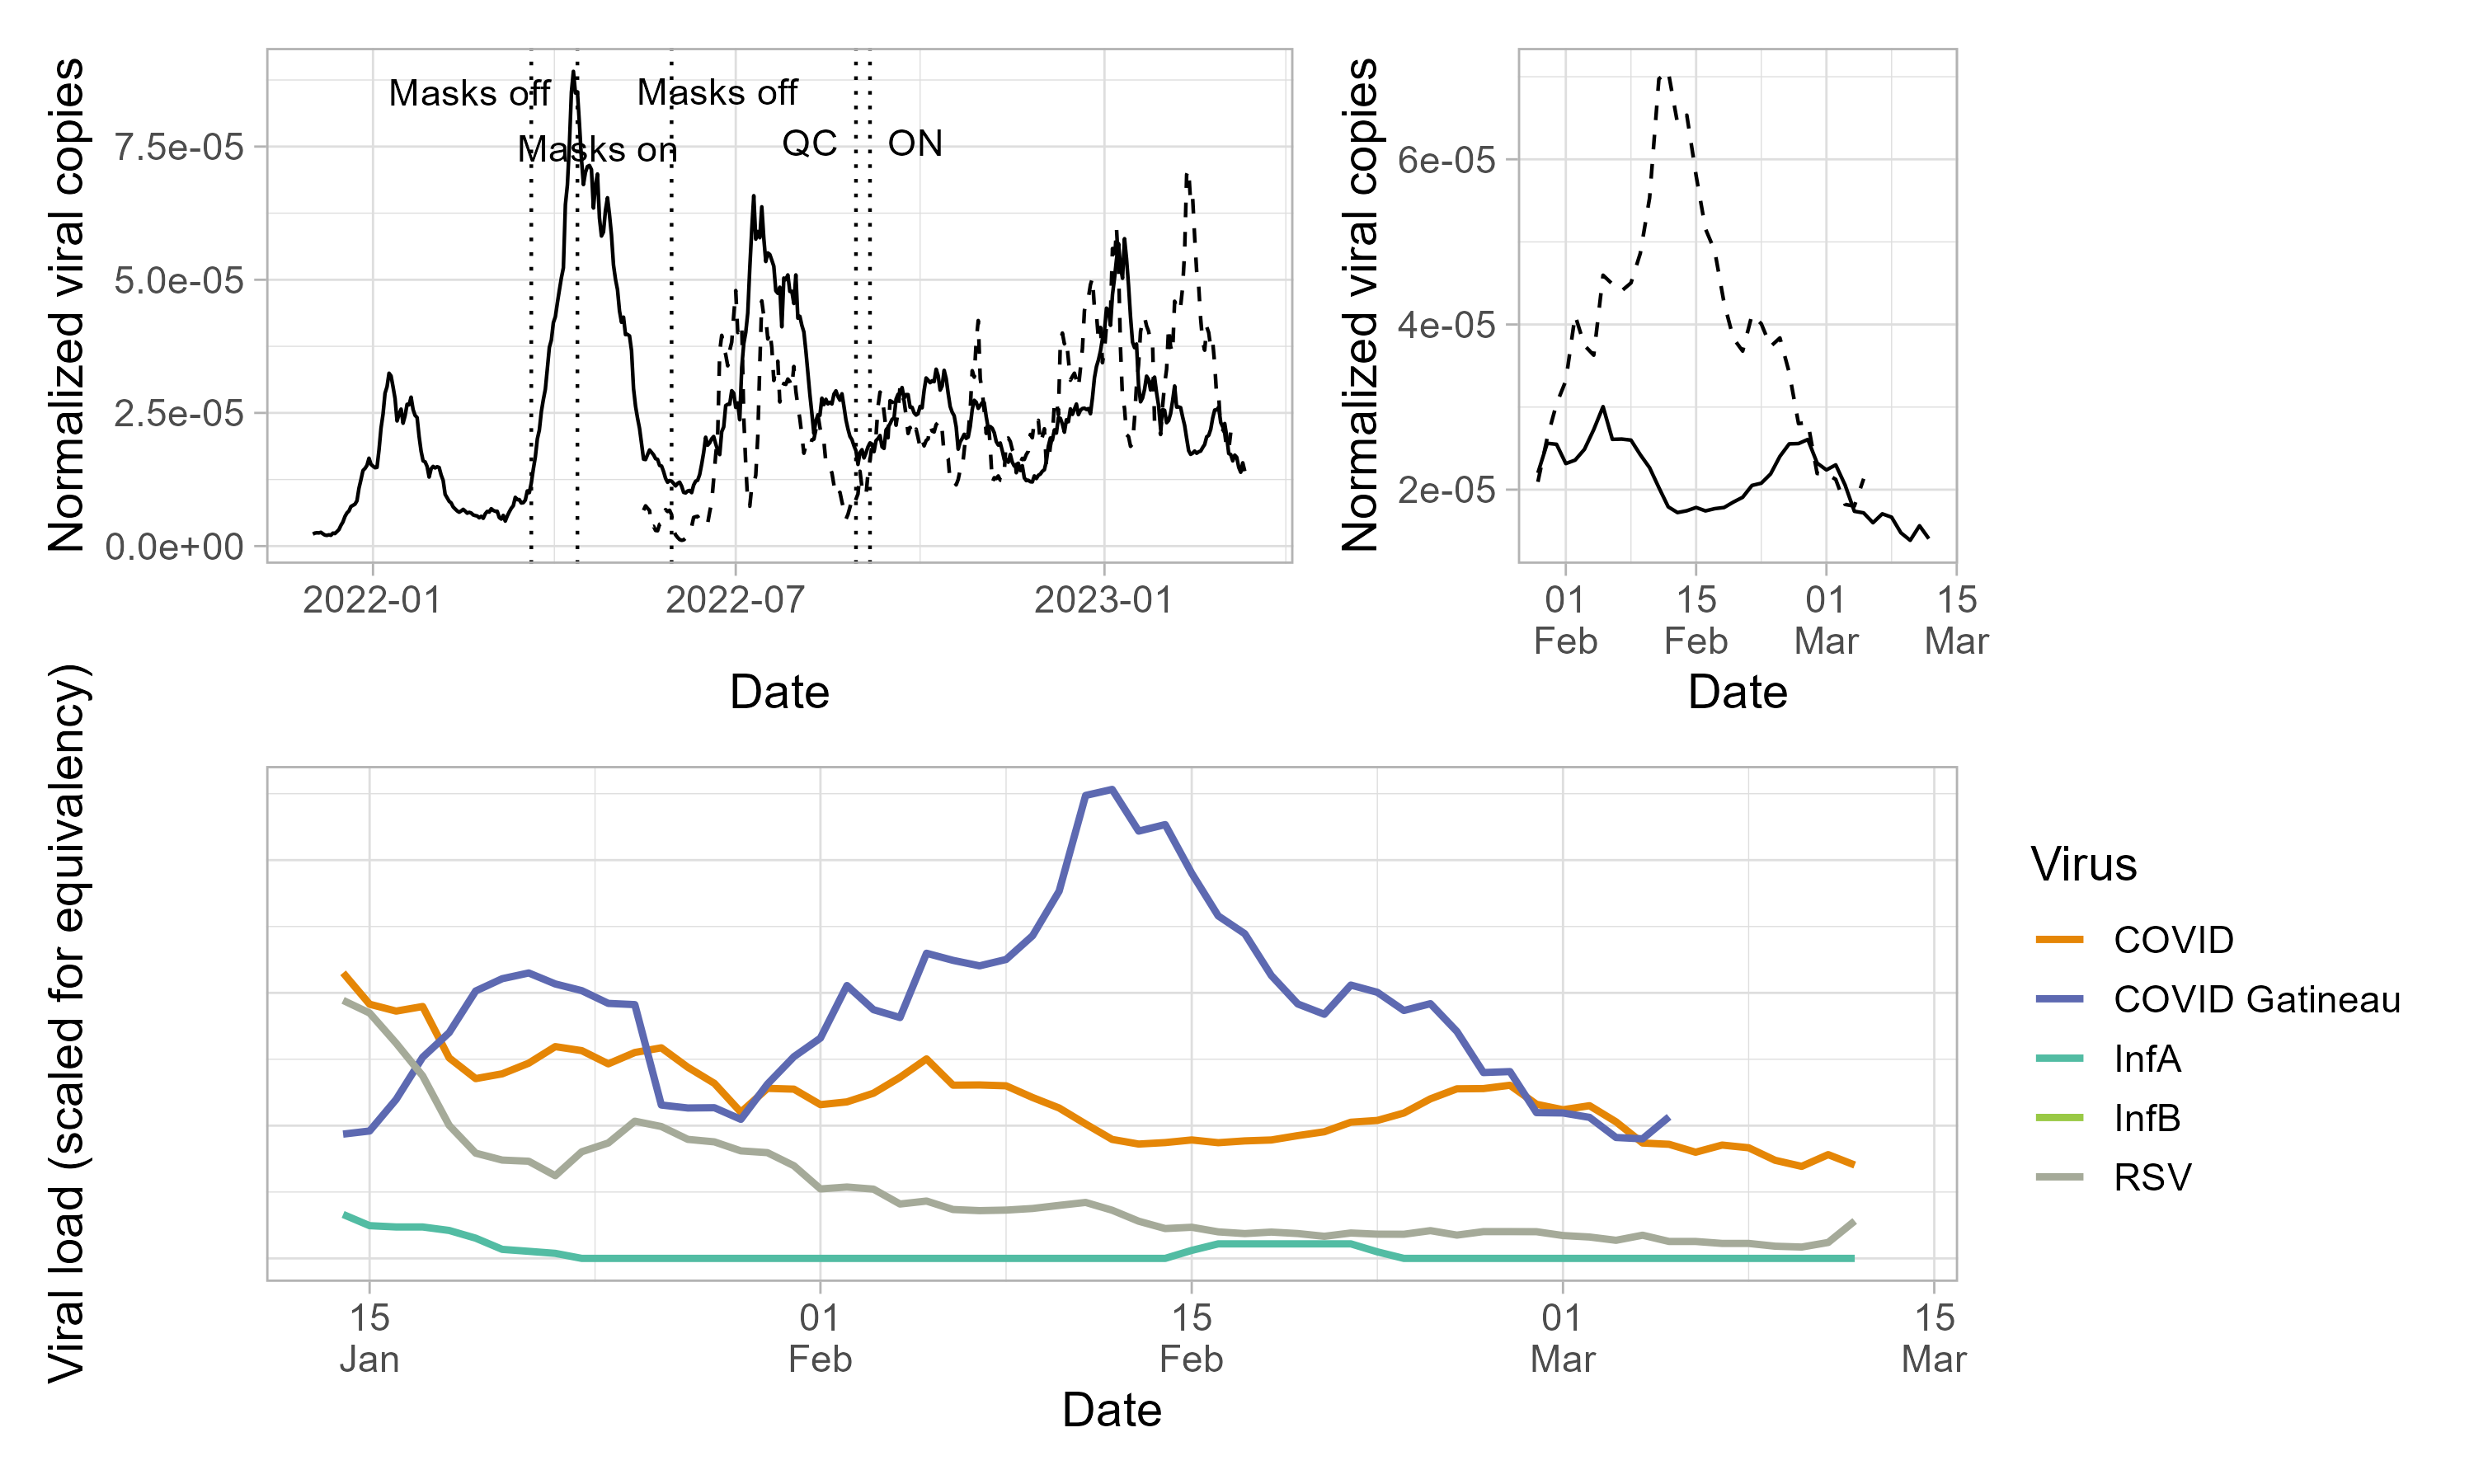 Normalized viral copies
7.5e-05
5.0e-05
2.5e-05
0.0e+00
Masks off
Masks on
Masks off
QC
ON
2022-01
2022-07
2023-01
Date
Normalized viral copies
6e-05
4e-05
2e-05
01
Feb
15
Feb
01
Mar
15
Mar
Date
Viral load (scaled for equivalency)
15
Jan
01
Feb
15
Feb
01
Mar
15
Mar
Date
Virus
COVID
COVID Gatineau
InfA
InfB
RSV